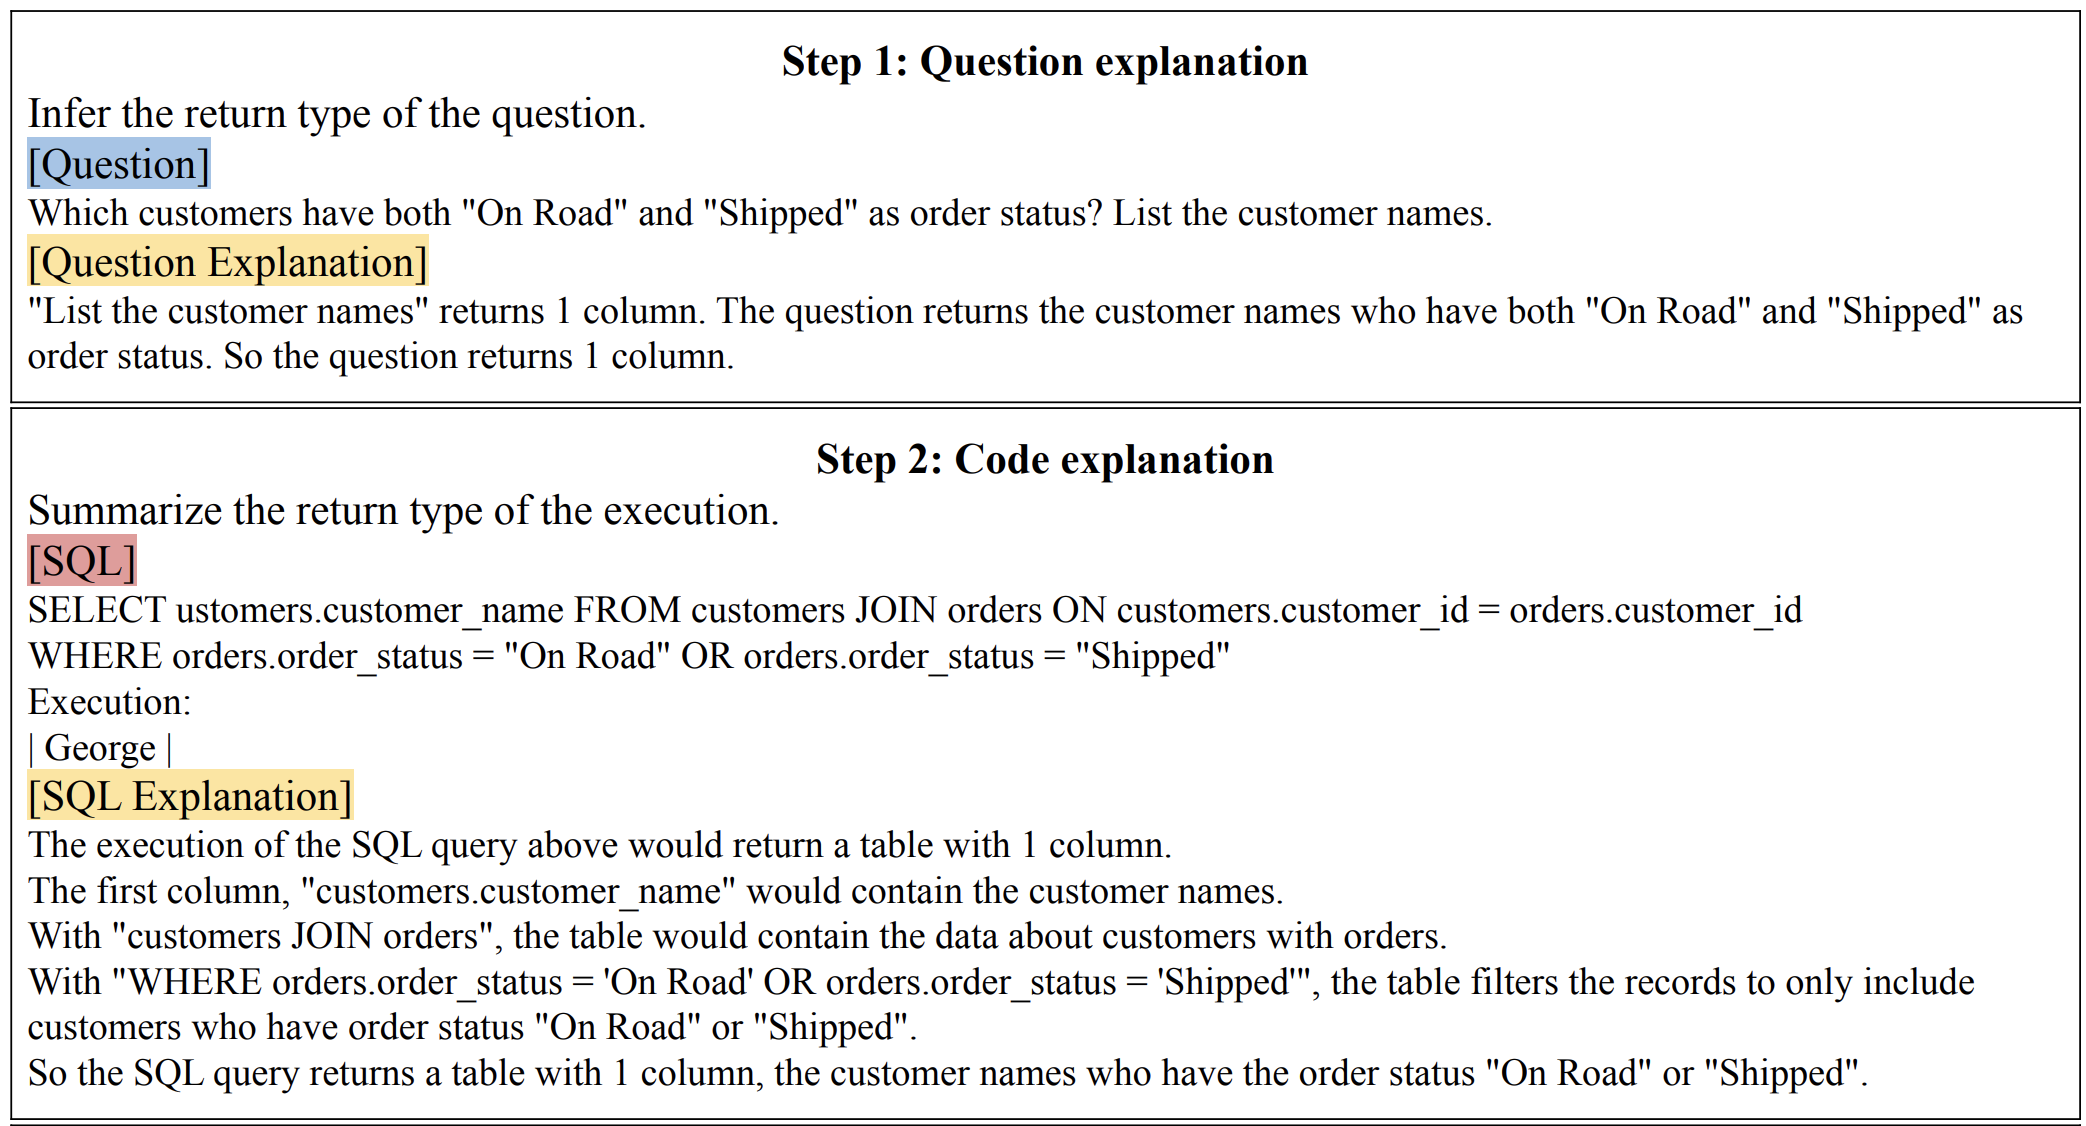 Step 1: Question explanation
Infer the return type of the question.
[Question]
Which customers have both "On Road" and "Shipped" as order status? List the customer names.
[Question Explanation]
"List the customer names" returns 1 column. The question returns the customer names who have both "On Road" and "Shipped" as
order status. So the question returns 1 column.
Step 2: Code explanation
Summarize the return type of the execution.
[SQL]
SELECT ustomers.customer_name FROM customers JOIN orders ON customers.customer_id = orders.customer_id
WHERE orders.order_status = "On Road" OR orders.order_status = "Shipped"
Execution:
| George |
[SQL Explanation]
The execution of the SQL query above would return a table with 1 column.
The first column, "customers.customer_name" would contain the customer names.
With "customers JOIN orders", the table would contain the data about customers with orders.
With "WHERE orders.order_status = 'On Road' OR orders.order_status = 'Shipped'", the table filters the records to only include
customers who have order status "On Road" or "Shipped".
So the SQL query returns a table with 1 column, the customer names who have the order status "On Road" or "Shipped".